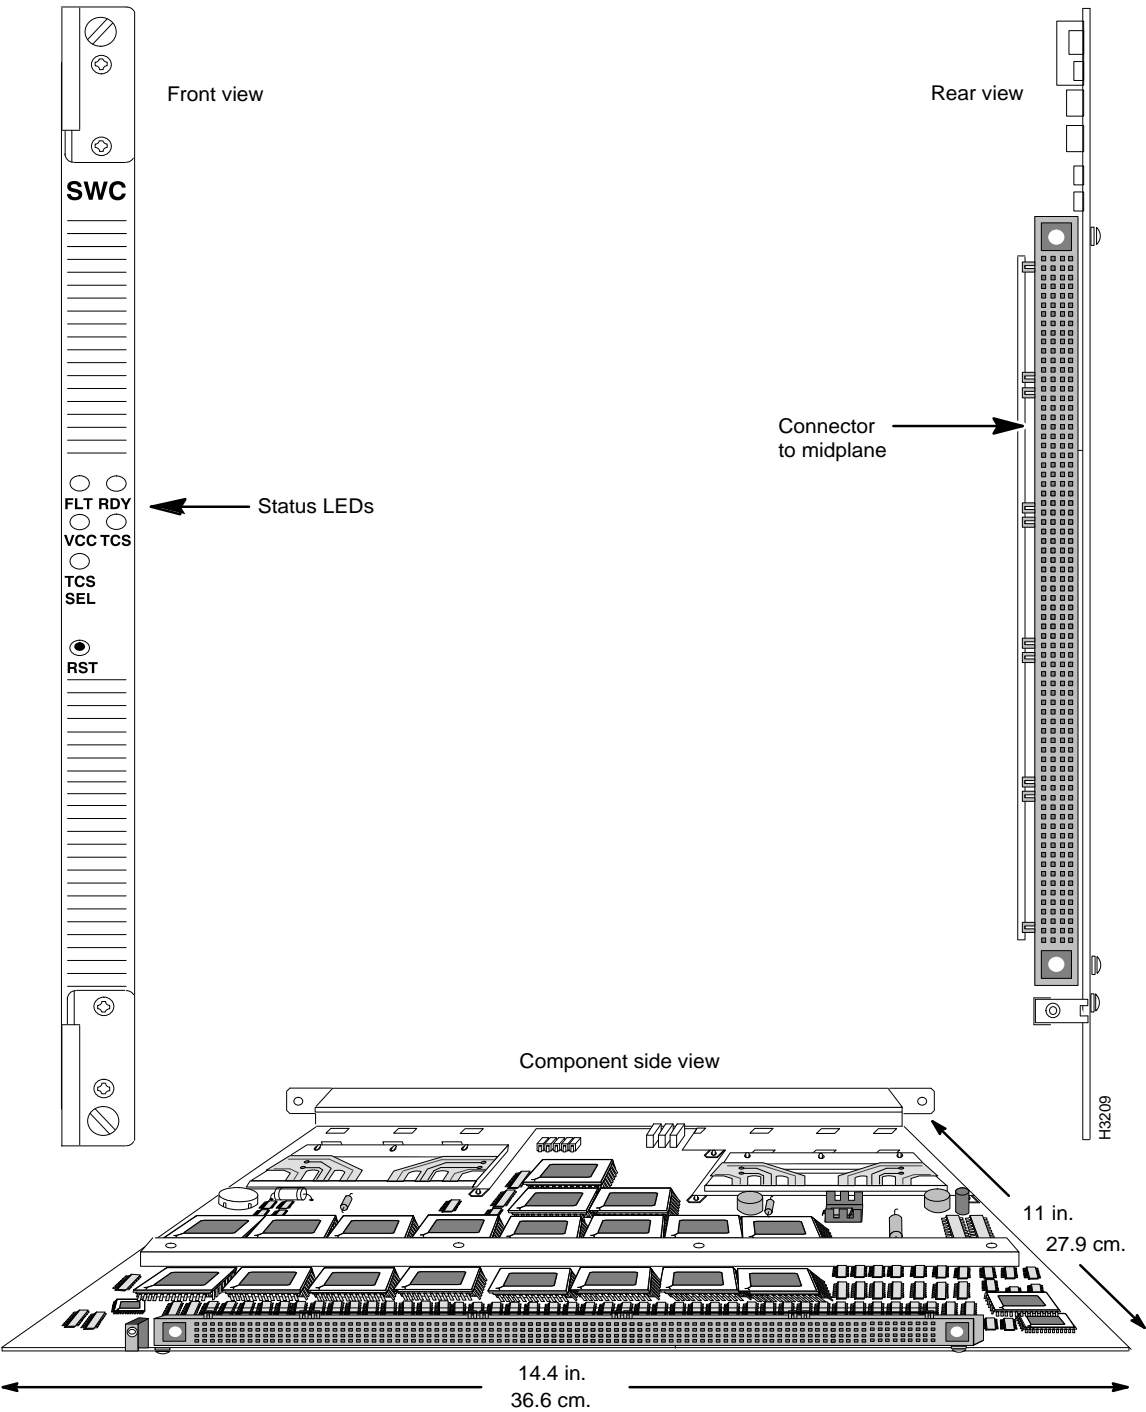 Front view
Rear view
SWC
Connector
to midplane
FLT RDY
Status LEDs
VCC TCS
TCS
SEL
RST
Component side view
H3209
11 in.
27.9 cm.
14.4 in.
36.6 cm.